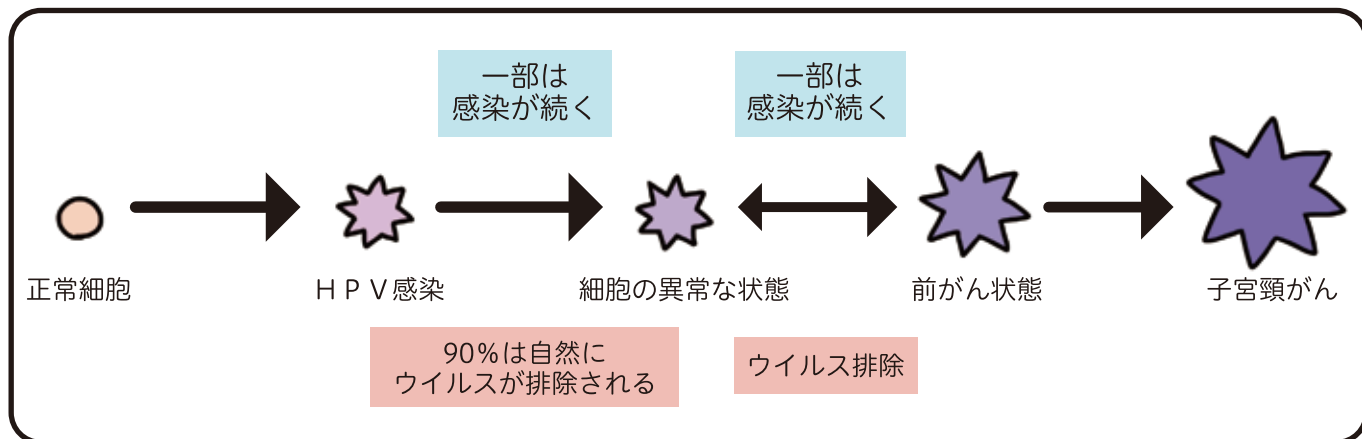 一部は
感染が続く
一部は
感染が続く
正常細胞
ＨＰＶ感染
細胞の異常な状態
前がん状態
子宮頸がん
90％は自然に
ウイルスが排除される
ウイルス排除